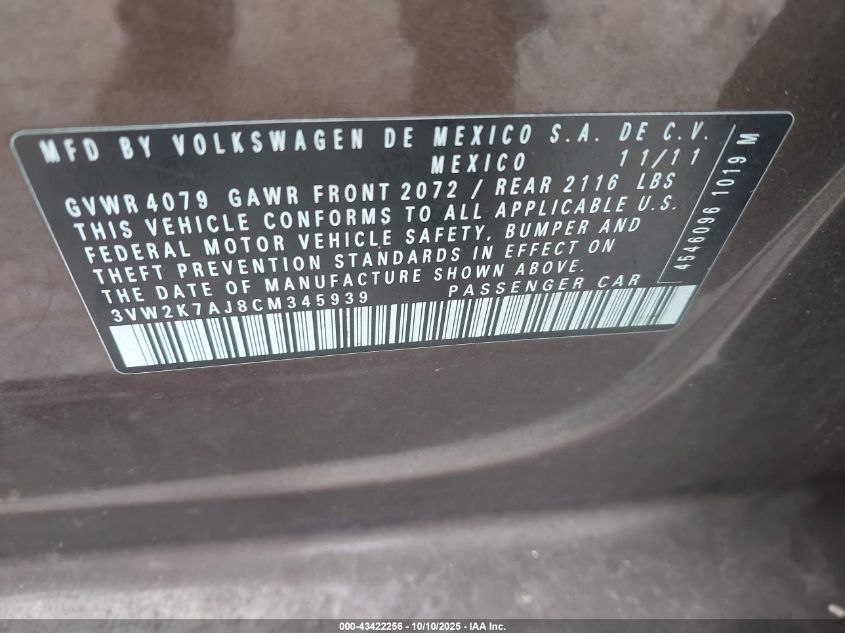 MFD BY VOLKSWAGEN DE MEXICO S.A. DE C.V.
MEXICO 11/11
GVWR 4079 GAWR FRONT 2072 / REAR 2116 LBS
THIS VEHICLE CONFORMS TO ALL APPLICABLE U.S.
FEDERAL MOTOR VEHICLE SAFETY, BUMPER AND
THEFT PREVENTION STANDARDS IN EFFECT ON
THE DATE OF MANUFACTURE SHOWN ABOVE.
3VW2K7AJ8CM345939 PASSENGER CAR
4546096 1019 M
000-43422256 - 10/10/2025 - IAA Inc.